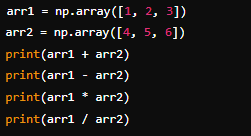 arr1 = np.array([1, 2, 3])
arr2 = np.array([4, 5, 6])
print(arr1 + arr2)
print(arr1 - arr2)
print(arr1 * arr2)
print(arr1 / arr2)